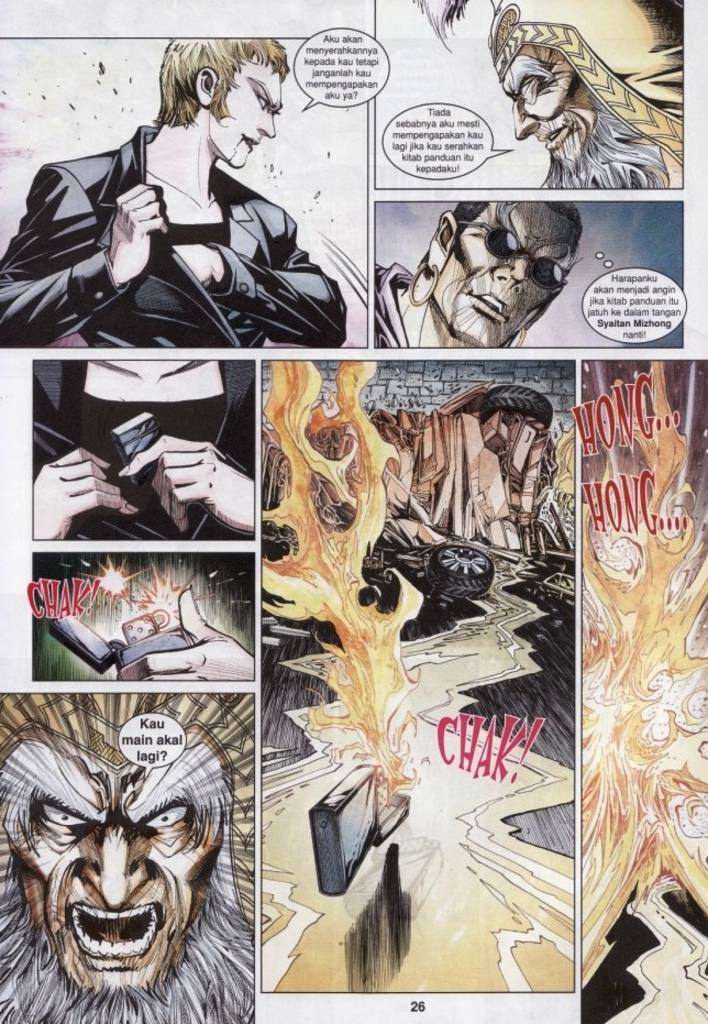 Aku akan
menyerahkannya
kepada kau tetapi
janganlah kau
mempengapakan
aku ya?
Tiada
sebabnya aku mesti
mempengapakan kau
lagi jika kau serahkan
kitab panduan itu
kepadaku!
Harapanku
akan menjadi angin
jika kitab panduan itu
jatuh ke dalam tangan
Syaitan Mizhong
nanti!
CHAK!
Kau
main akal
lagi?
CHAK!
HONG...
HONG....
26